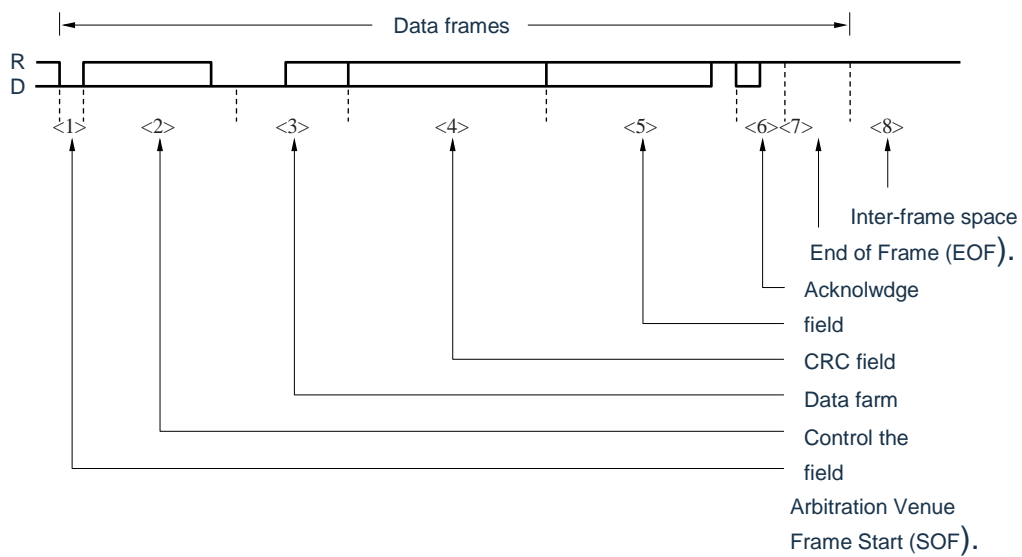 Data frames
R
D
<1> <2> <3> <4> <5> <6> <7> <8>
Inter-frame space
End of Frame (EOF).
Acknolwdge
field
CRC field
Data farm
Control the
field
Arbitration Venue
Frame Start (SOF).